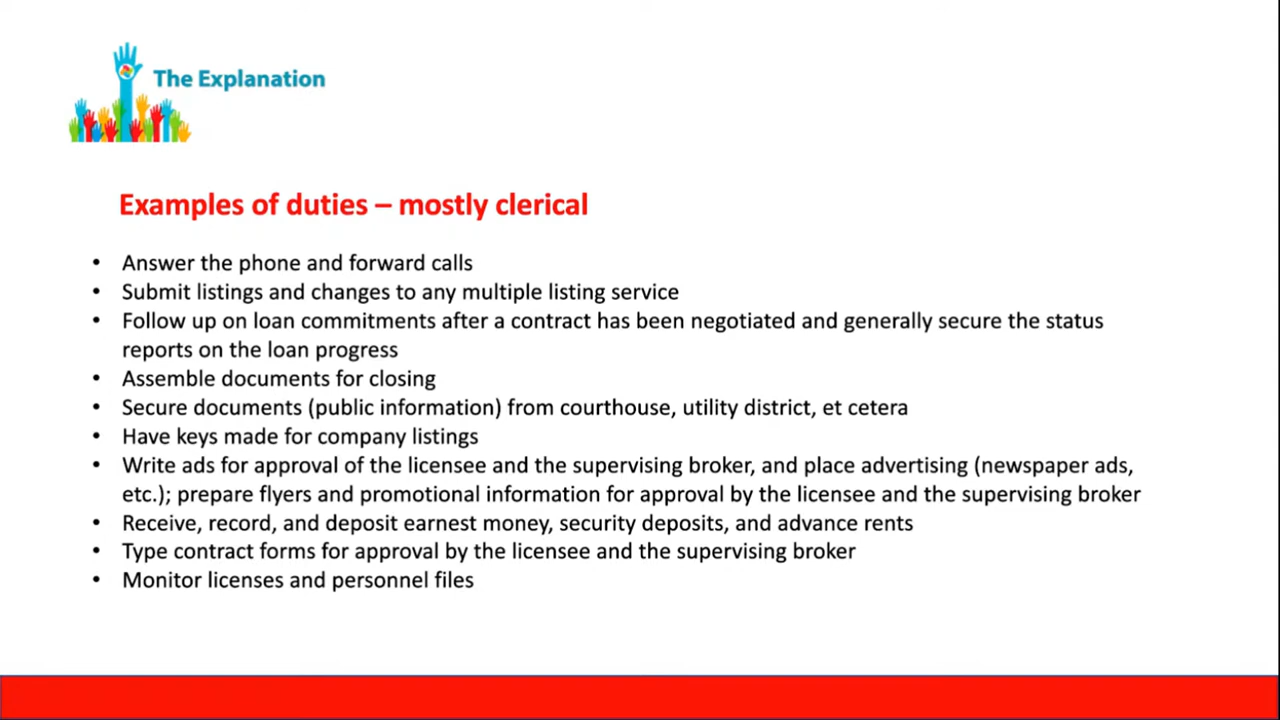 The Explanation
Examples of duties – mostly clerical
• Answer the phone and forward calls
• Submit listings and changes to any multiple listing service
• Follow up on loan commitments after a contract has been negotiated and generally secure the status
reports on the loan progress
• Assemble documents for closing
• Secure documents (public information) from courthouse, utility district, et cetera
• Have keys made for company listings
• Write ads for approval of the licensee and the supervising broker, and place advertising (newspaper ads,
etc.); prepare flyers and promotional information for approval by the licensee and the supervising broker
• Receive, record, and deposit earnest money, security deposits, and advance rents
• Type contract forms for approval by the licensee and the supervising broker
• Monitor licenses and personnel files